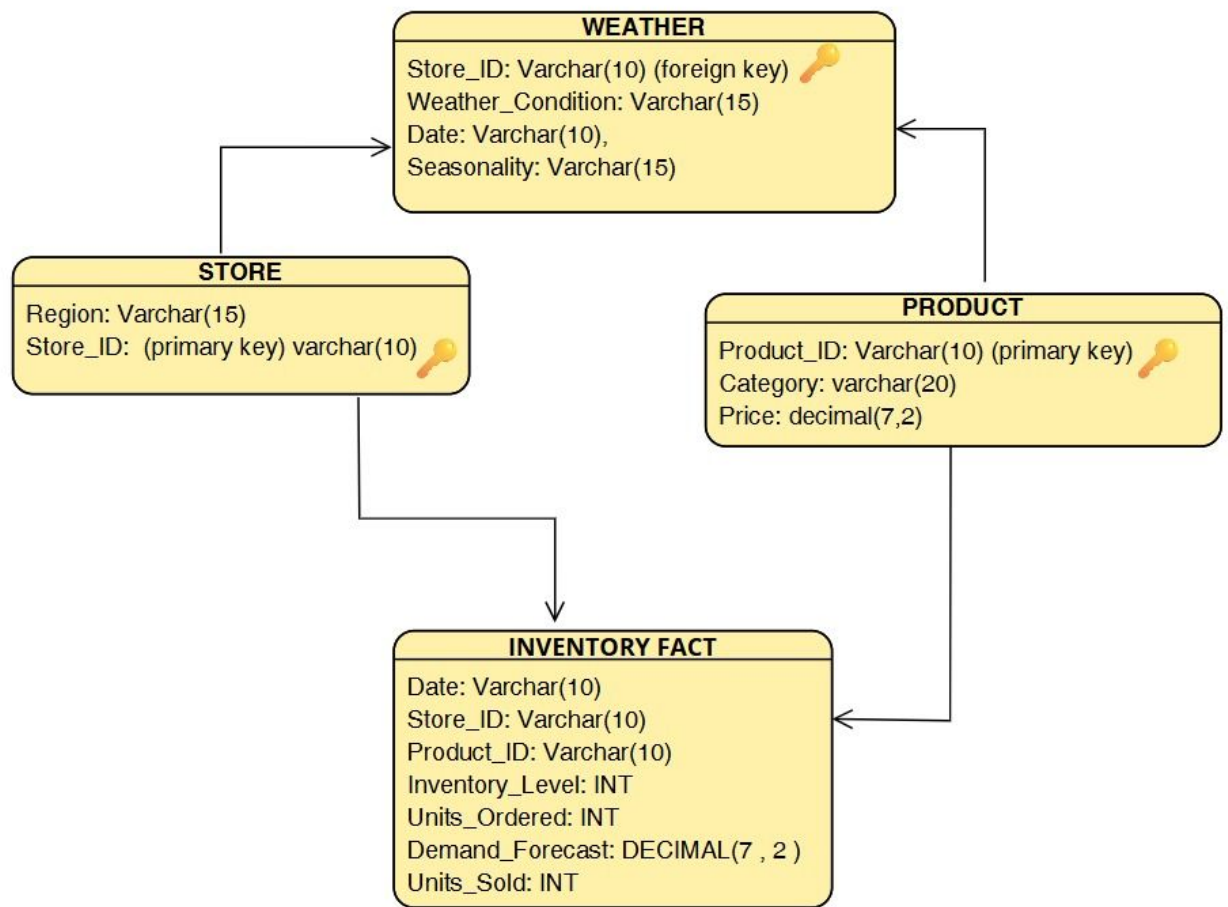 WEATHER
Store_ID: Varchar(10) (foreign key)
Weather_Condition: Varchar(15)
Date: Varchar(10),
Seasonality: Varchar(15)
STORE
Region: Varchar(15)
Store_ID:  (primary key) varchar(10)
PRODUCT
Product_ID: Varchar(10) (primary key)
Category: varchar(20)
Price: decimal(7,2)
INVENTORY FACT
Date: Varchar(10)
Store_ID: Varchar(10)
Product_ID: Varchar(10)
Inventory_Level: INT
Units_Ordered: INT
Demand_Forecast: DECIMAL(7 , 2 )
Units_Sold: INT